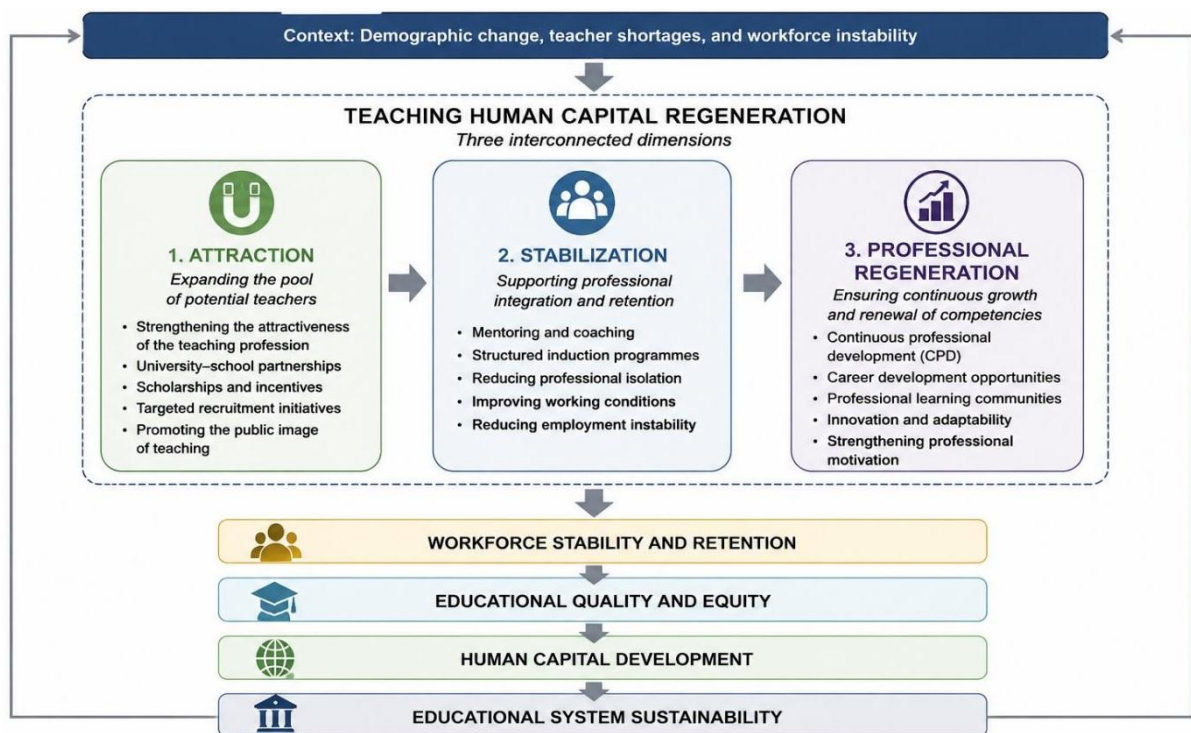 Context: Demographic change, teacher shortages, and workforce instability
TEACHING HUMAN CAPITAL REGENERATION
Three interconnected dimensions
1. ATTRACTION
Expanding the pool
of potential teachers
• Strengthening the attractiveness
of the teaching profession
• University–school partnerships
• Scholarships and incentives
• Targeted recruitment initiatives
• Promoting the public image
of teaching
2. STABILIZATION
Supporting professional
integration and retention
• Mentoring and coaching
• Structured induction programmes
• Reducing professional isolation
• Improving working conditions
• Reducing employment instability
3. PROFESSIONAL
REGENERATION
Ensuring continuous growth
and renewal of competencies
• Continuous professional
development (CPD)
• Career development opportunities
• Professional learning communities
• Innovation and adaptability
• Strengthening professional
motivation
WORKFORCE STABILITY AND RETENTION
EDUCATIONAL QUALITY AND EQUITY
HUMAN CAPITAL DEVELOPMENT
EDUCATIONAL SYSTEM SUSTAINABILITY